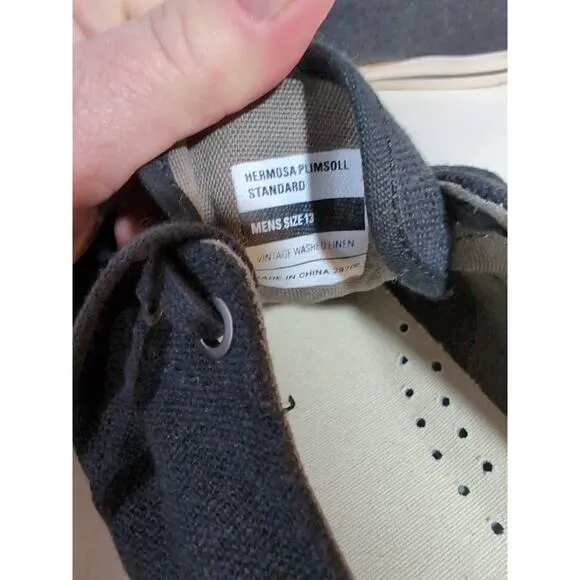 HERMOSA PLIMSOLL
STANDARD
MENS SIZE 13
VINTAGE WASHED LINEN
MADE IN CHINA